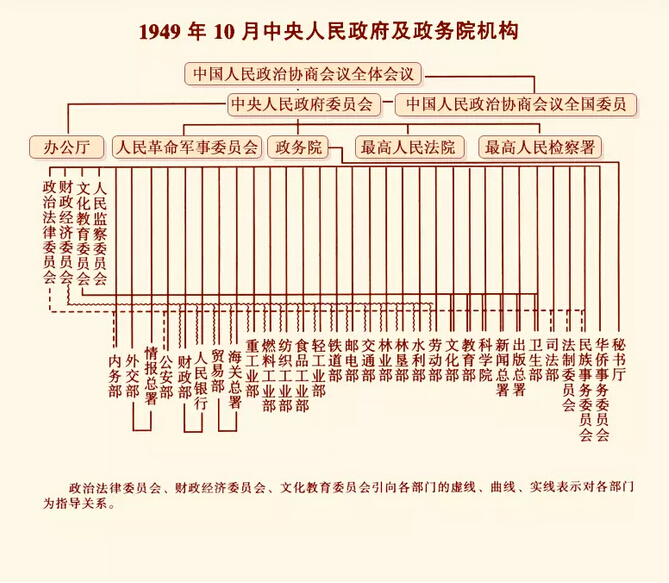 1949 年 10 月中央人民政府及政务院机构
中国人民政治协商会议全体会议
中央人民政府委员会
中国人民政治协商会议全国委员
办公厅
人民革命军事委员会
政务院
最高人民法院
最高人民检察署
政治法律委员会
财政经济委员会
文化教育委员会
人民监察委员会
内务部
外交部
情报总署
公安部
财政部
人民银行
贸易部
海关总署
重工业部
燃料工业部
纺织工业部
食品工业部
轻工业部
铁道部
邮电部
交通部
林业部
林垦部
水利部
劳动部
文化部
教育部
科学院
新闻总署
出版总署
卫生部
司法部
法制委员会
民族事务委员会
华侨事务委员会
秘书厅
政治法律委员会、财政经济委员会、文化教育委员会引向各部门的虚线、曲线、实线表示对各部门
为指导关系。